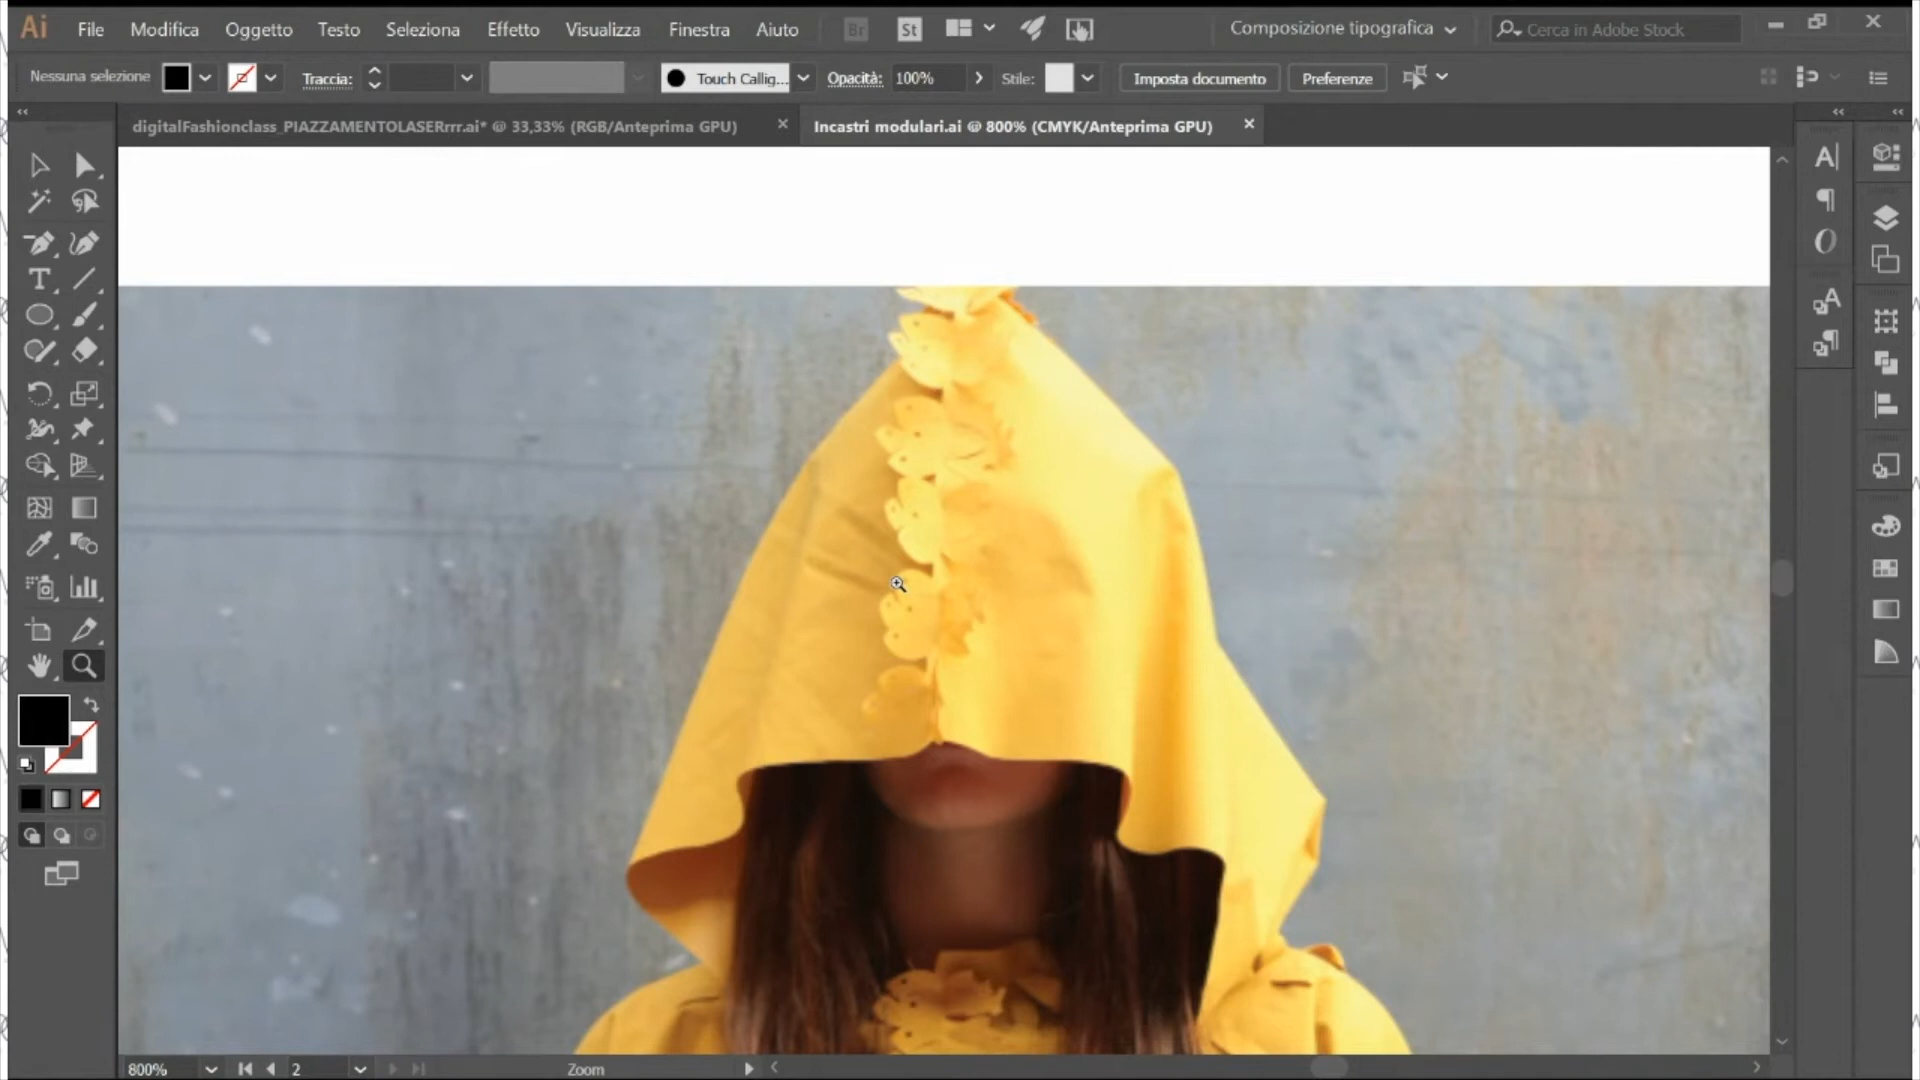 Ai File Modifica Oggetto Testo Seleziona Effetto Visualizza Finestra Aiuto Br St Composizione tipografica Cerca in Adobe Stock
Nessuna selezione Traccia: Touch Callig... Opacità: 100% Stile: Imposta documento Preferenze
digitalFashionclass_PIAZZAMENTOLASERrrr.ai* @ 33,33% (RGB/Anteprima GPU) Incastri modulari.ai @ 800% (CMYK/Anteprima GPU)
800% 2 Zoom